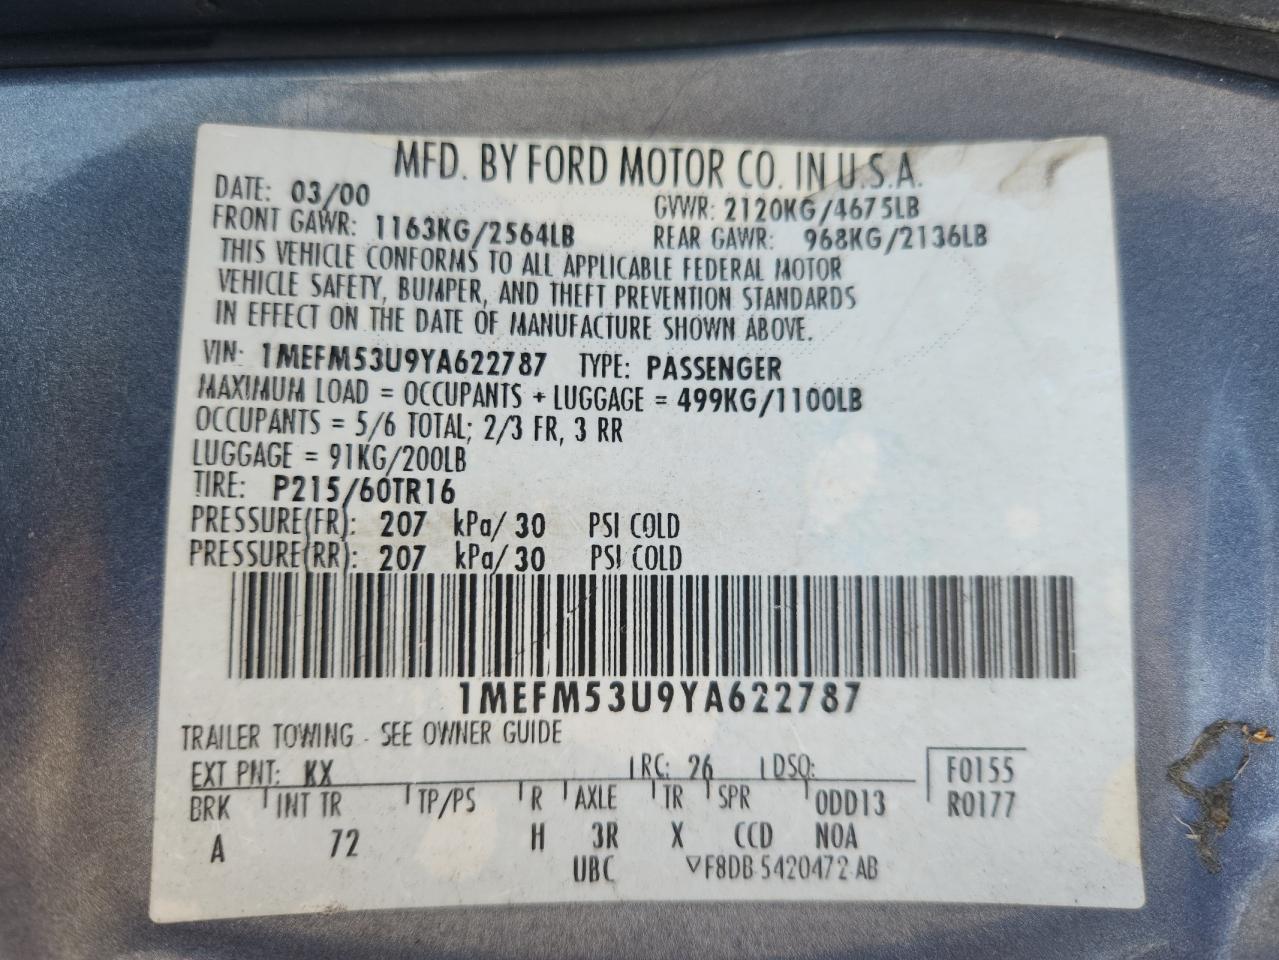 MFD. BY FORD MOTOR CO. IN U.S.A.
DATE: 03/00 GVWR: 2120KG/4675LB
FRONT GAWR: 1163KG/2564LB REAR GAWR: 968KG/2136LB
THIS VEHICLE CONFORMS TO ALL APPLICABLE FEDERAL MOTOR
VEHICLE SAFETY, BUMPER, AND THEFT PREVENTION STANDARDS
IN EFFECT ON THE DATE OF MANUFACTURE SHOWN ABOVE.
VIN: 1MEFM53U9YA622787 TYPE: PASSENGER
MAXIMUM LOAD = OCCUPANTS + LUGGAGE = 499KG/1100LB
OCCUPANTS = 5/6 TOTAL; 2/3 FR, 3 RR
LUGGAGE = 91KG/200LB
TIRE: P215/60TR16
PRESSURE(FR): 207 kPa/ 30 PSI COLD
PRESSURE(RR): 207 kPa/ 30 PSI COLD
1MEFM53U9YA622787
TRAILER TOWING - SEE OWNER GUIDE
EXT PNT: KX RC: 26 DSO: F0155
BRK INT TR TP/PS R AXLE TR SPR ODD13 R0177
A 72 H 3R X CCD NOA
UBC F8DB-5420472-AB